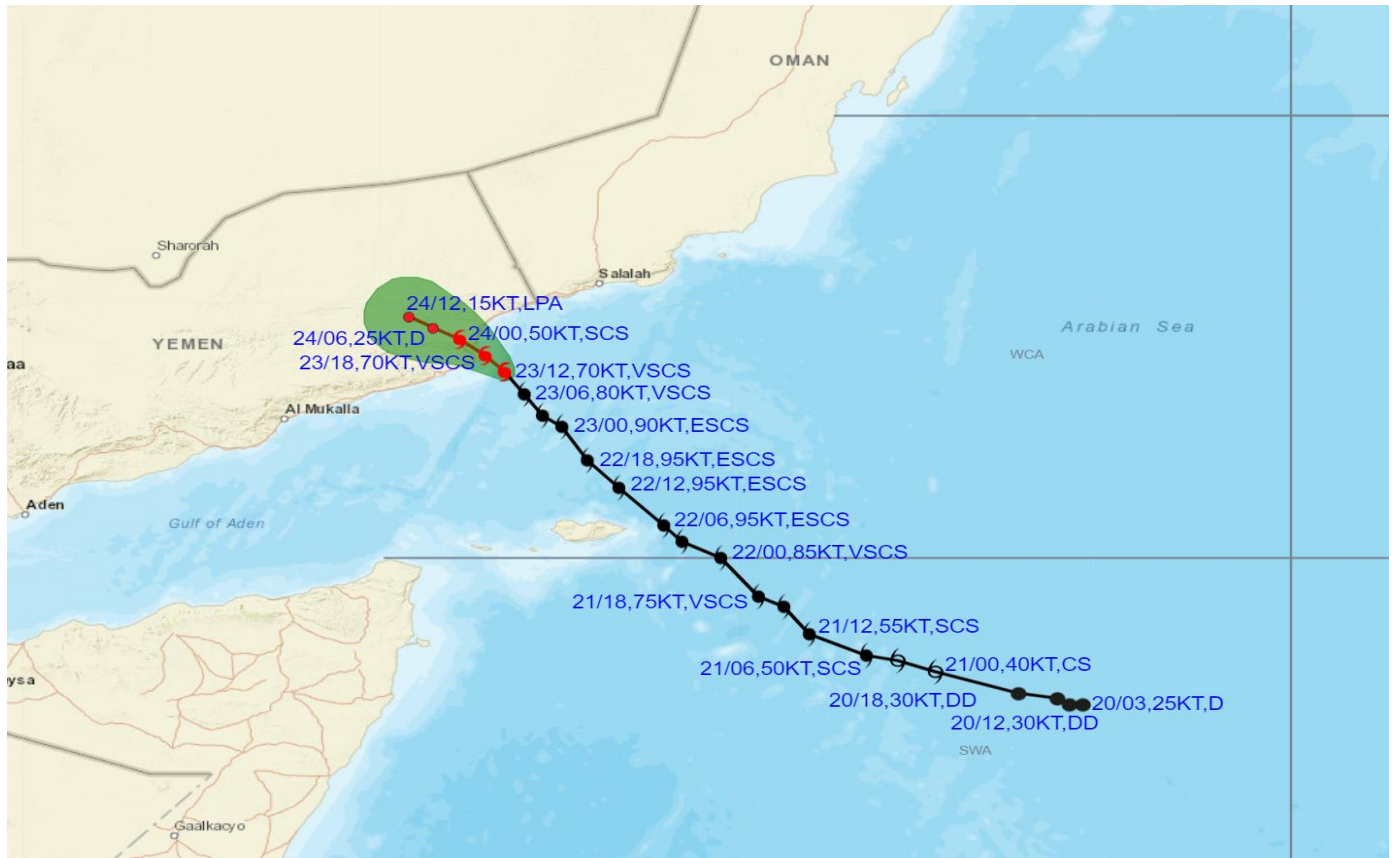 OMAN
Sharorah
Salalah
24/12,15KT,LPA
Arabian Sea
24/06,25KT,D
24/00,50KT,SCS
YEMEN
WCA
23/18,70KT,VSCS
aa
23/12,70KT,VSCS
23/06,80KT,VSCS
Al Mukalla
23/00,90KT,ESCS
22/18,95KT,ESCS
22/12,95KT,ESCS
Aden
Gulf of Aden
22/06,95KT,ESCS
22/00,85KT,VSCS
21/18,75KT,VSCS
21/12,55KT,SCS
21/06,50KT,SCS
21/00,40KT,CS
eysa
20/18,30KT,DD
20/03,25KT,D
20/12,30KT,DD
SWA
Gaalkacyo